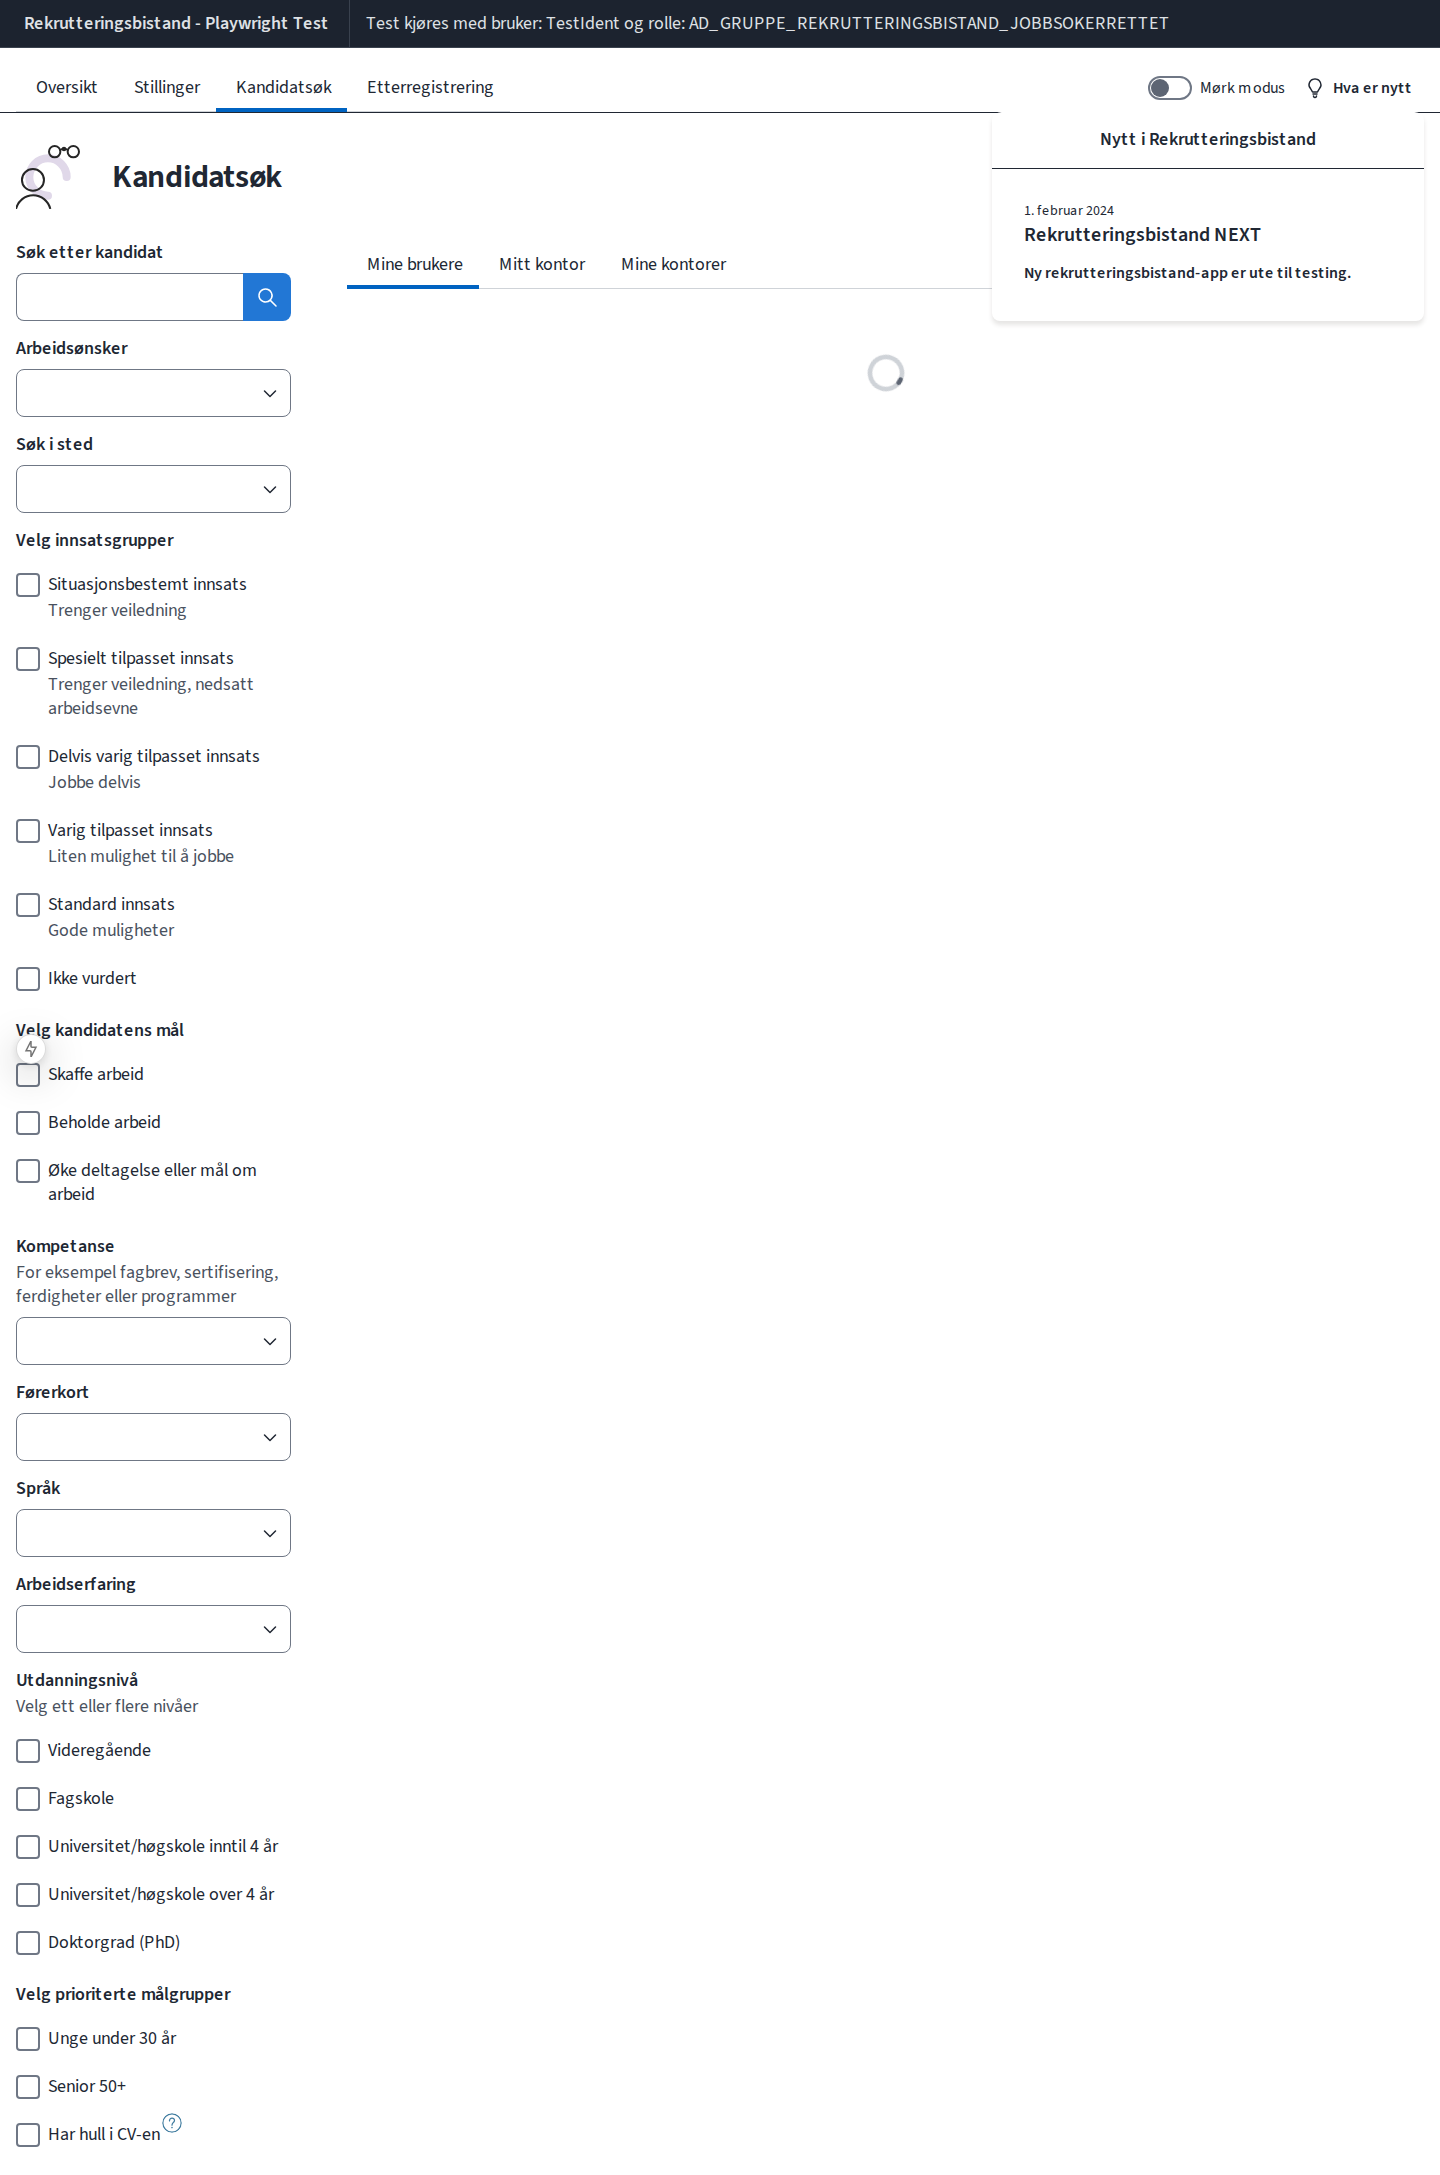 Rekrutteringsbistand - Playwright Test
Test kjøres med bruker: TestIdent og rolle: AD_GRUPPE_REKRUTTERINGSBISTAND_JOBBSOKERRETTET
Oversikt
Stillinger
Kandidatsøk
Etterregistrering
Mørk modus
Hva er nytt
Nytt i Rekrutteringsbistand
1. februar 2024
Rekrutteringsbistand NEXT
Ny rekrutteringsbistand-app er ute til testing.
Kandidatsøk
Søk etter kandidat
Arbeidsønsker
Søk i sted
Velg innsatsgrupper
Situasjonsbestemt innsats
Trenger veiledning
Spesielt tilpasset innsats
Trenger veiledning, nedsatt
arbeidsevne
Delvis varig tilpasset innsats
Jobbe delvis
Varig tilpasset innsats
Liten mulighet til å jobbe
Standard innsats
Gode muligheter
Ikke vurdert
Velg kandidatens mål
Skaffe arbeid
Beholde arbeid
Øke deltagelse eller mål om
arbeid
Kompetanse
For eksempel fagbrev, sertifisering,
ferdigheter eller programmer
Førerkort
Språk
Arbeidserfaring
Utdanningsnivå
Velg ett eller flere nivåer
Videregående
Fagskole
Universitet/høgskole inntil 4 år
Universitet/høgskole over 4 år
Doktorgrad (PhD)
Velg prioriterte målgrupper
Unge under 30 år
Senior 50+
Har hull i CV-en
Mine brukere
Mitt kontor
Mine kontorer